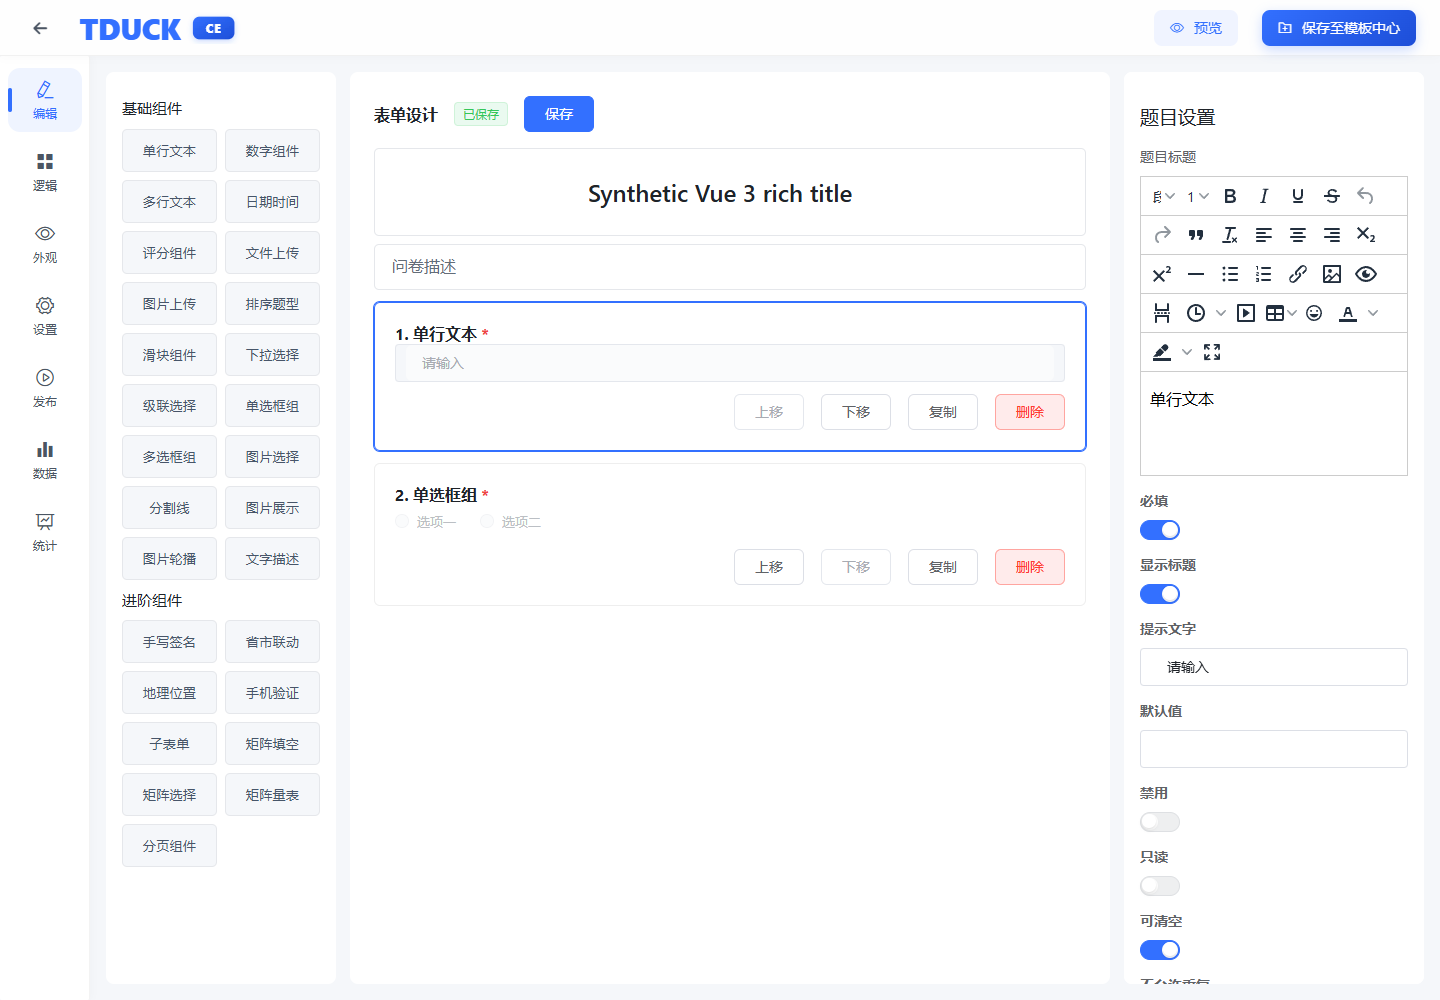 TDUCK CE
预览
保存至模板中心
编辑
逻辑
外观
设置
发布
数据
统计
基础组件
单行文本 数字组件
多行文本 日期时间
评分组件 文件上传
图片上传 排序题型
滑块组件 下拉选择
级联选择 单选框组
多选框组 图片选择
分割线 图片展示
图片轮播 文字描述
进阶组件
手写签名 省市联动
地理位置 手机验证
子表单 矩阵填空
矩阵选择 矩阵量表
分页组件
表单设计 已保存 保存
Synthetic Vue 3 rich title
问卷描述
1. 单行文本 *
请输入
上移 下移 复制 删除
2. 单选框组 *
选项一 选项二
上移 下移 复制 删除
题目设置
题目标题
1
单行文本
必填
显示标题
提示文字
请输入
默认值
禁用
只读
可清空